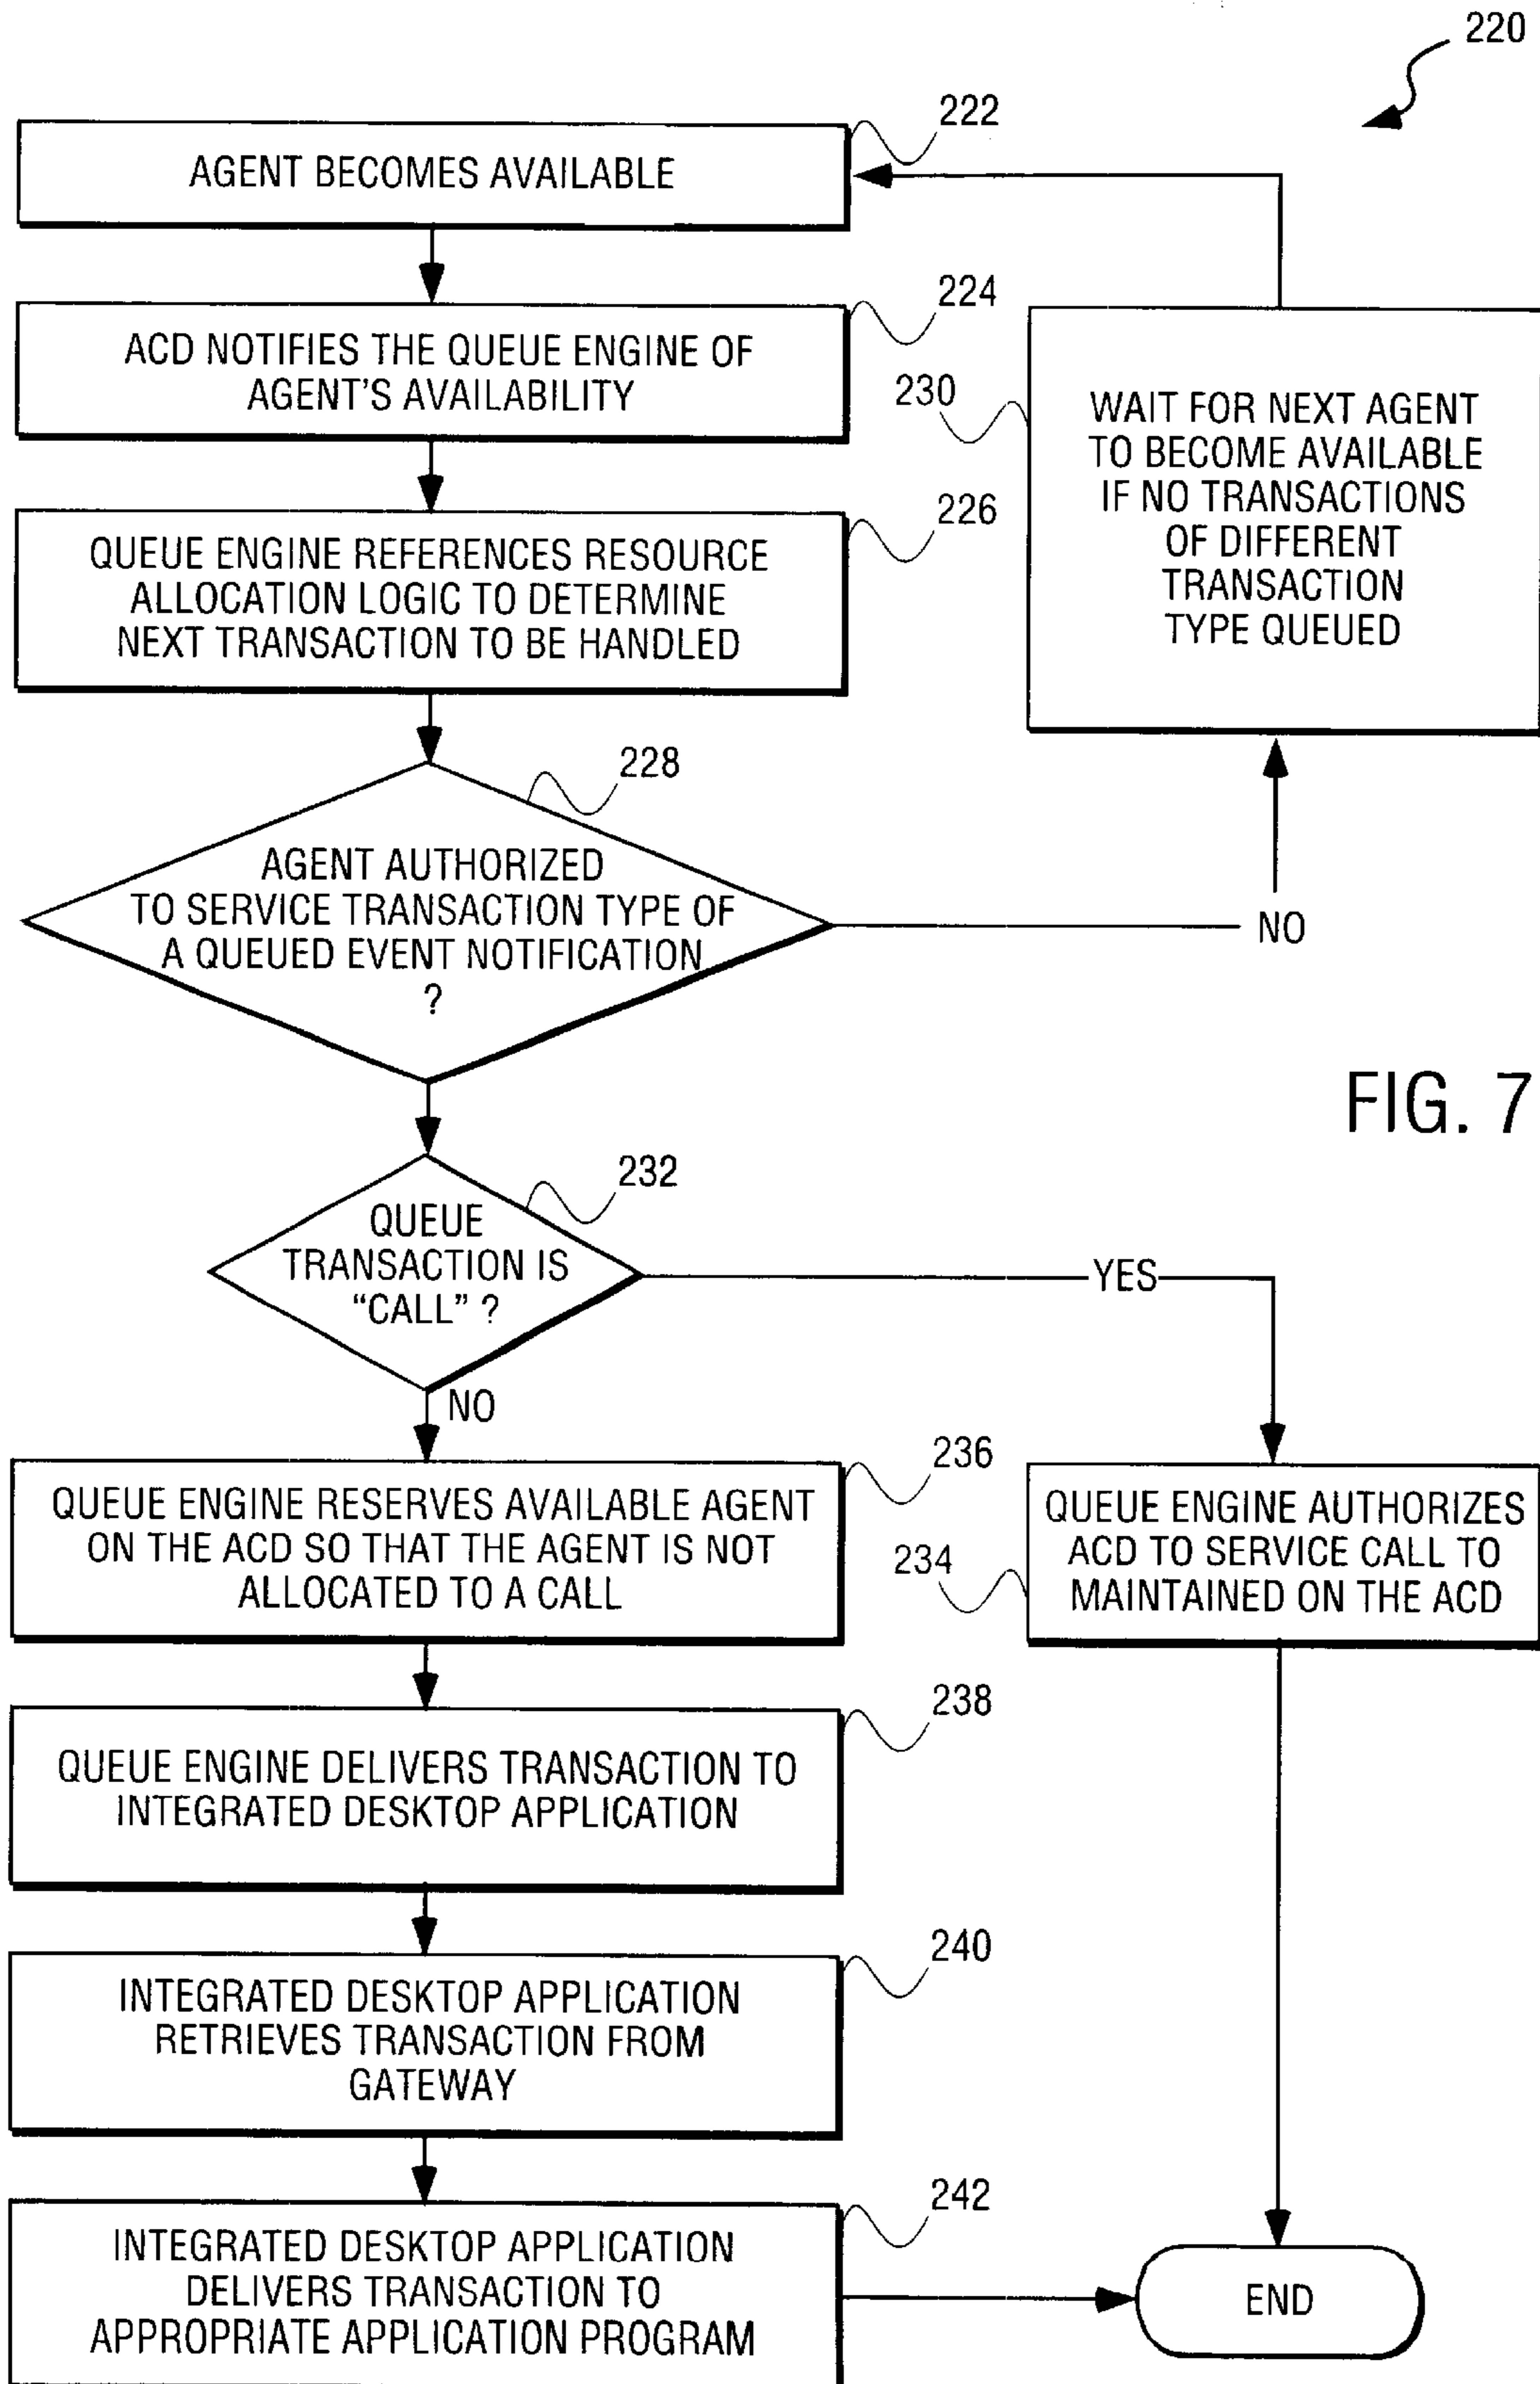 220
222
AGENT BECOMES AVAILABLE
224
ACD NOTIFIES THE QUEUE ENGINE OF
AGENT'S AVAILABILITY
230
WAIT FOR NEXT AGENT
TO BECOME AVAILABLE
IF NO TRANSACTIONS
OF DIFFERENT
TRANSACTION
TYPE QUEUED
226
QUEUE ENGINE REFERENCES RESOURCE
ALLOCATION LOGIC TO DETERMINE
NEXT TRANSACTION TO BE HANDLED
228
AGENT AUTHORIZED
TO SERVICE TRANSACTION TYPE OF
A QUEUED EVENT NOTIFICATION
?
NO
FIG. 7
232
QUEUE
TRANSACTION IS
“CALL” ?
YES
NO
236
QUEUE ENGINE RESERVES AVAILABLE AGENT
ON THE ACD SO THAT THE AGENT IS NOT
ALLOCATED TO A CALL
234
QUEUE ENGINE AUTHORIZES
ACD TO SERVICE CALL TO
MAINTAINED ON THE ACD
238
QUEUE ENGINE DELIVERS TRANSACTION TO
INTEGRATED DESKTOP APPLICATION
240
INTEGRATED DESKTOP APPLICATION
RETRIEVES TRANSACTION FROM
GATEWAY
242
INTEGRATED DESKTOP APPLICATION
DELIVERS TRANSACTION TO
APPROPRIATE APPLICATION PROGRAM
END